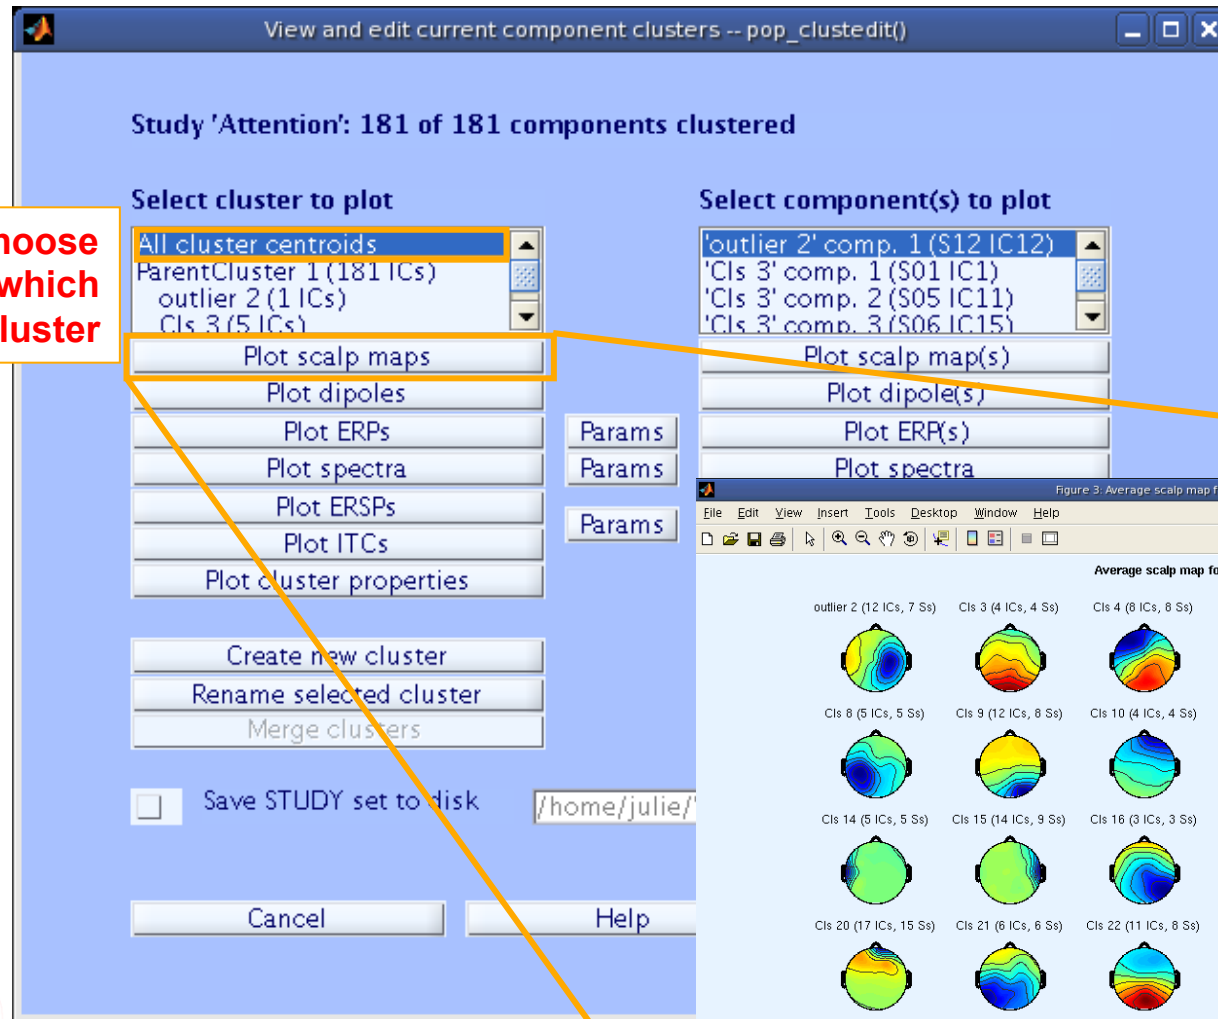 View and edit current component clusters -- pop_clustedit()
Study 'Attention': 181 of 181 components clustered
Select cluster to plot
Select component(s) to plot
hoose
which
luster
All cluster centroids
ParentCluster 1 (181 ICs)
outlier 2 (1 ICs)
Cls 3 (5 ICs)
'outlier 2' comp. 1 (S12 IC12)
'Cls 3' comp. 1 (S01 IC1)
'Cls 3' comp. 2 (S05 IC11)
'Cls 3' comp. 3 (S06 IC15)
Plot scalp maps
Plot scalp map(s)
Plot dipoles
Plot dipole(s)
Plot ERPs
Params
Plot ERP(s)
Plot spectra
Params
Plot spectra
Plot ERSPs
Params
Plot ITCs
Plot cluster properties
Create new cluster
Rename selected cluster
Merge clusters
Save STUDY set to disk
/home/julie/
Cancel
Help
Figure 3: Average scalp map f
File Edit View Insert Tools Desktop Window Help
Average scalp map fo
outlier 2 (12 ICs, 7 Ss) Cls 3 (4 ICs, 4 Ss) Cls 4 (8 ICs, 8 Ss)
Cls 8 (5 ICs, 5 Ss) Cls 9 (12 ICs, 8 Ss) Cls 10 (4 ICs, 4 Ss)
Cls 14 (5 ICs, 5 Ss) Cls 15 (14 ICs, 9 Ss) Cls 16 (3 ICs, 3 Ss)
Cls 20 (17 ICs, 15 Ss) Cls 21 (6 ICs, 6 Ss) Cls 22 (11 ICs, 8 Ss)